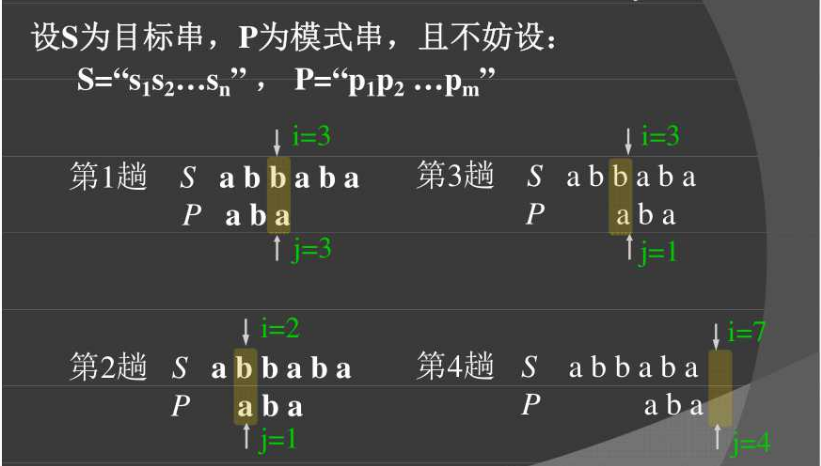 设S为目标串，P为模式串，且不妨设：
S=“s1s2…sn”， P=“p1p2 …pm”
i=3
第1趟 S a b b a b a
P a b a
j=3
i=3
第3趟 S a b b a b a
P a b a
j=1
i=2
第2趟 S a b b a b a
P a b a
j=1
i=7
第4趟 S a b b a b a
P a b a
j=4